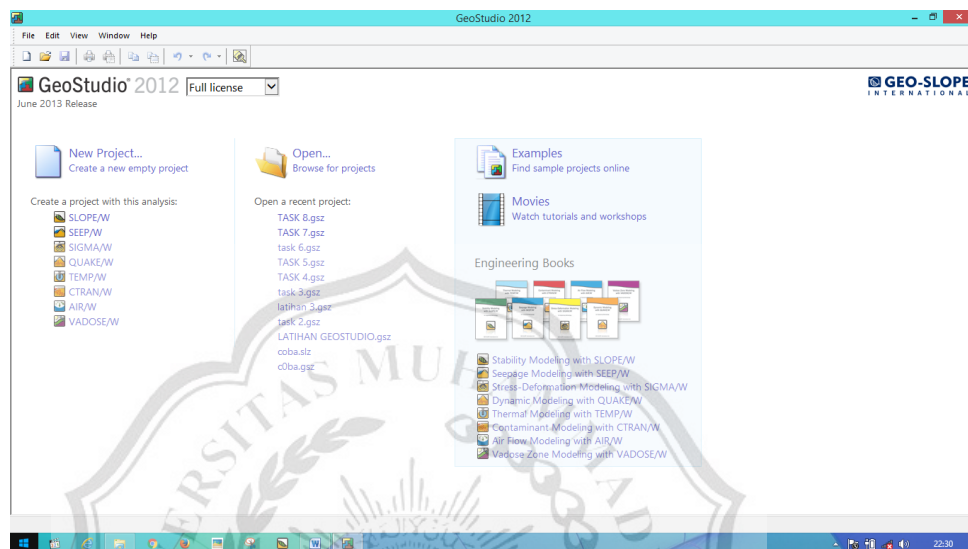 GeoStudio 2012
File Edit View Window Help
GeoStudio® 2012 Full license
June 2013 Release
GEO-SLOPE
INTERNATIONAL
New Project...
Create a new empty project
Create a project with this analysis:
SLOPE/W
SEEP/W
SIGMA/W
QUAKE/W
TEMP/W
CTRAN/W
AIR/W
VADOSE/W
Open...
Browse for projects
Open a recent project:
TASK 8.gsz
TASK 7.gsz
task 6.gsz
TASK 5.gsz
TASK 4.gsz
task 3.gsz
latihan 3.gsz
task 2.gsz
LATIHAN GEOSTUDIO.gsz
coba.slz
c0ba.gsz
Examples
Find sample projects online
Movies
Watch tutorials and workshops
Engineering Books
Stability Modeling with SLOPE/W
Seepage Modeling with SEEP/W
Stress-Deformation Modeling with SIGMA/W
Dynamic Modeling with QUAKE/W
Thermal Modeling with TEMP/W
Contaminant Modeling with CTRAN/W
Air Flow Modeling with AIR/W
Vadose Zone Modeling with VADOSE/W
ERSITAS MUH
AD
22:30